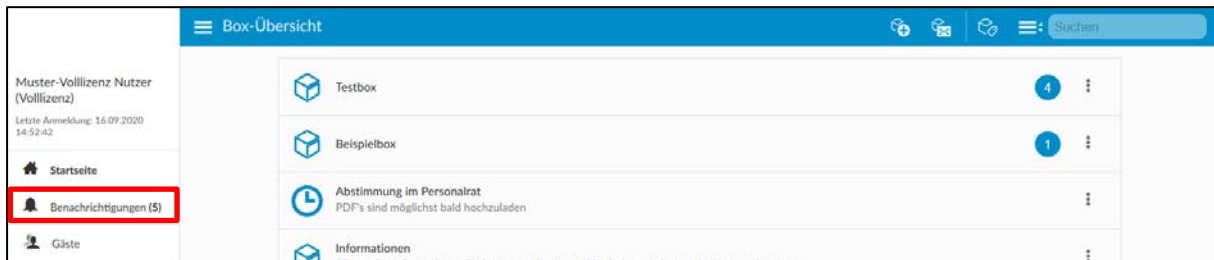 Box-Übersicht
Suchen
Muster-Volllizenz Nutzer
(Volllizenz)
Letzte Anmeldung: 16.09.2020
14:52:42
Startseite
Benachrichtigungen (5)
Gäste
Testbox
4
Beispielbox
1
Abstimmung im Personalrat
PDF's sind möglichst bald hochzuladen
Informationen